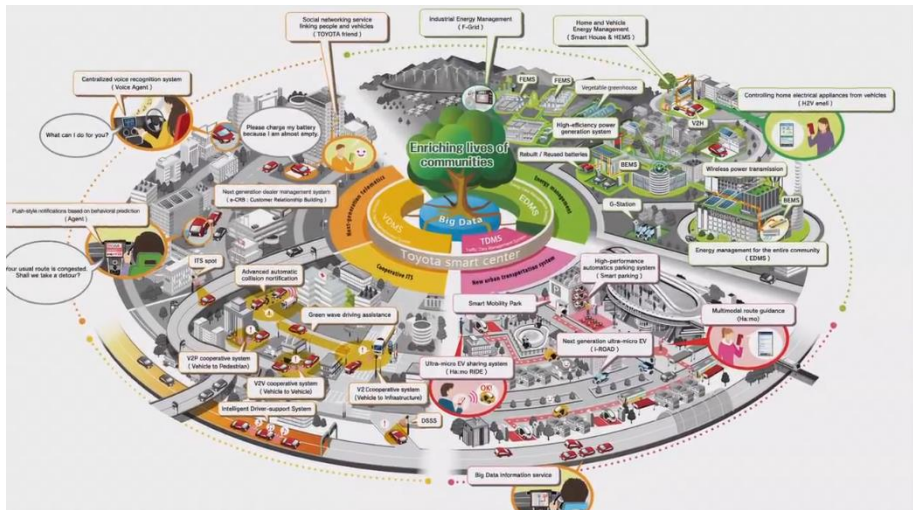 Social networking service
linking people and vehicles
( TOYOTA friend )
Industrial Energy Management
( F-Grid )
Home and Vehicle
Energy Management
( Smart House & HEMS )
Centralized voice recognition system
( Voice Agent )
What can I do for you?
Please charge my battery
because I am almost empty.
FEMS
FEMS
Vegetable greenhouse
V2H
Controlling home electrical appliances from vehicles
High-efficiency power
generation system
Enriching lives of
communities
Rebuilt / Reused batteries
BEMS
Wireless power transmission
Next generation dealer management system
( e-CRB : Customer Relationship Building )
Next-generation telematics
Energy management
Big Data
VDMS
EDMS
TDMS
Toyota smart center
G-Station
BEMS
Energy management for the entire community
( EDMS )
Push-style notifications based on behavioral prediction
( Agent )
Your usual route is congested.
Shall we take a detour?
ITS spot
Cooperative ITS
New urban transportation system
Advanced automatic
collision nortification
Green wave driving assistance
High-performance
automatics parking system
( Smart parking )
Smart Mobility Park
Multimodal route guidance
(Ha:mo)
Next generation ultra-micro EV
( i-ROAD )
V2P cooperative system
(Vehicle to Pedestrian)
V2V cooperative system
(Vehicle to Vehicle)
(Vehicle to Infrastructure)
Ultra-micro EV sharing system
(Ha:mo RIDE)
OK!
Intelligent Driver-support System
DSSS
Big Data information service